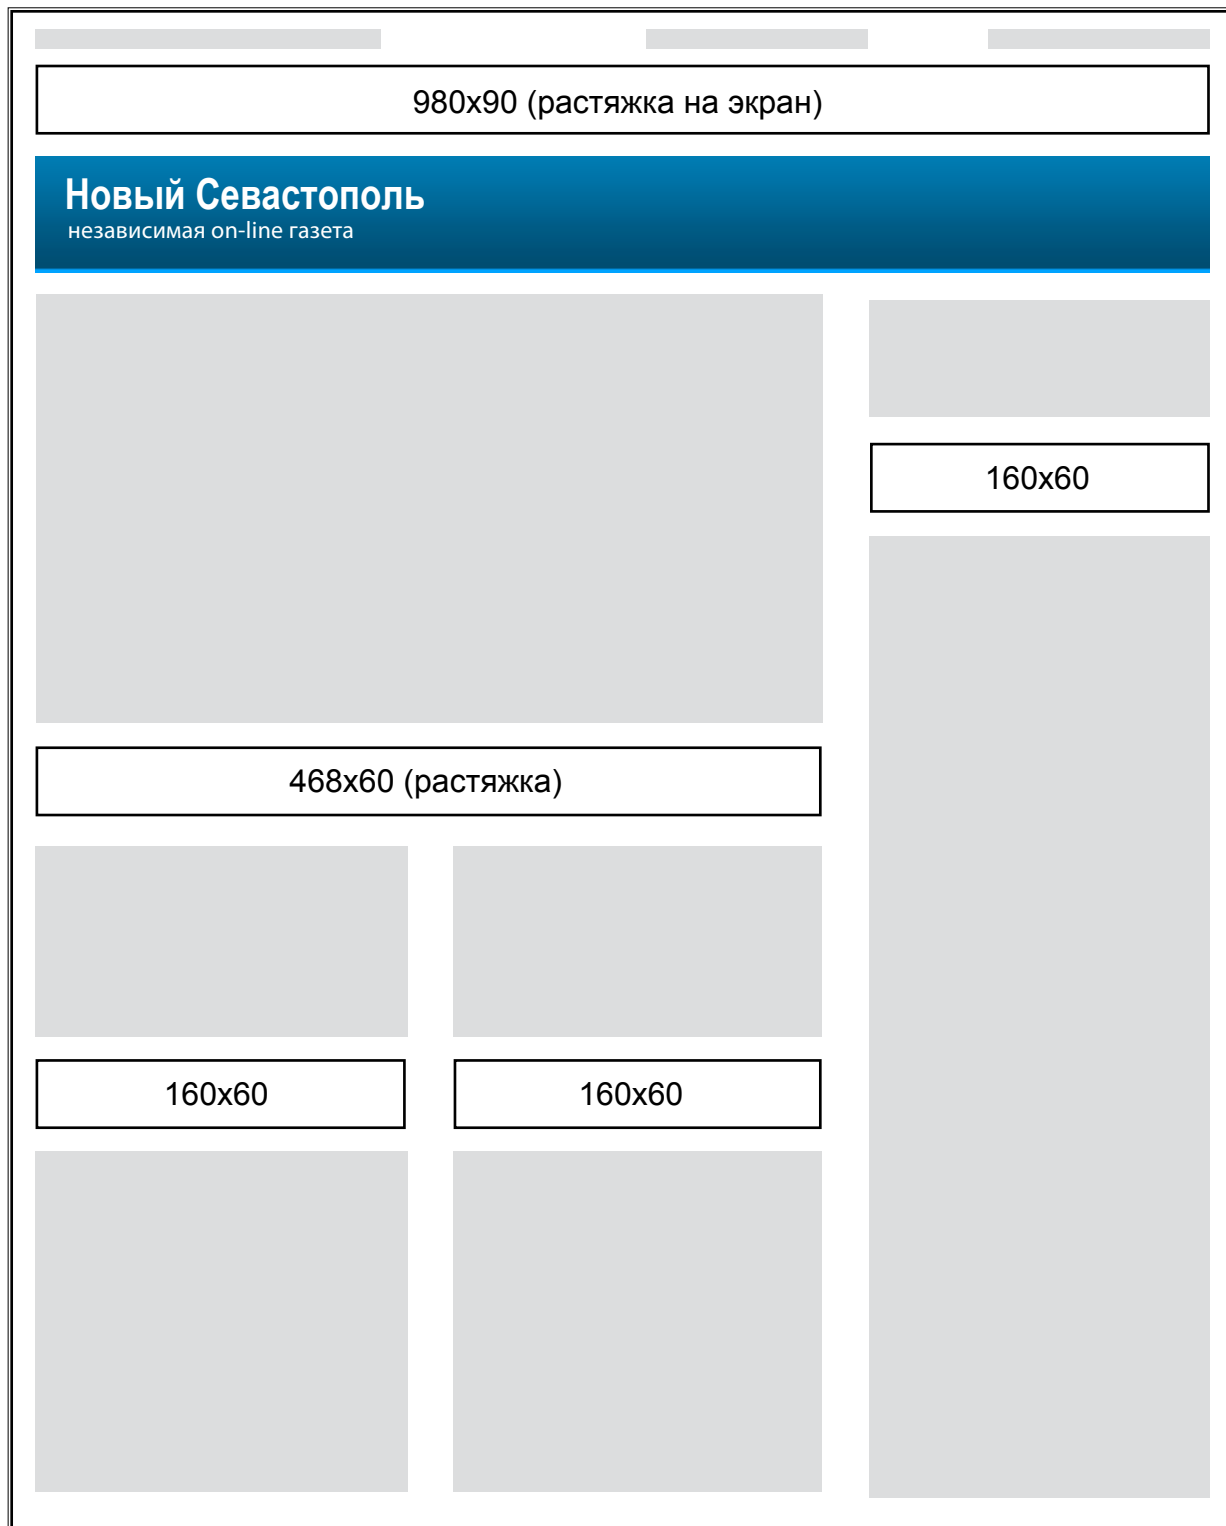 980x90 (растяжка на экран)
Новый Севастополь
независимая on-line газета
160x60
468x60 (растяжка)
160x60
160x60